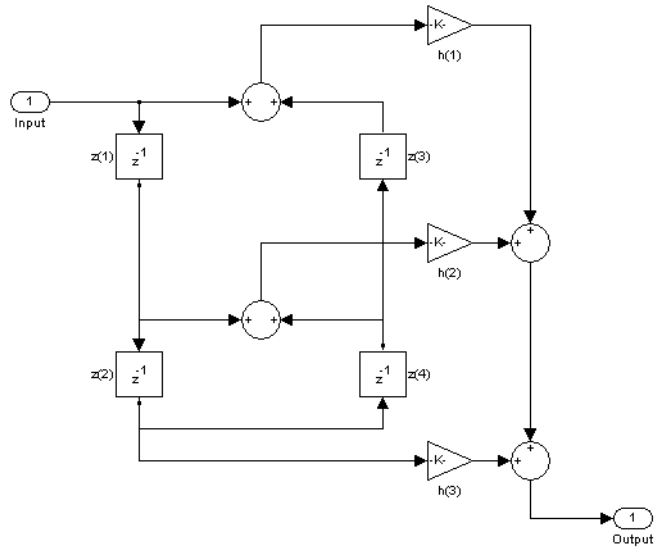 -K-
h(1)
1
Input
+ +
z(1)
z-1
z-1
z(3)
+
+
-K-
h(2)
+ +
z(2)
z-1
z-1
z(4)
+
+
-K-
h(3)
1
Output